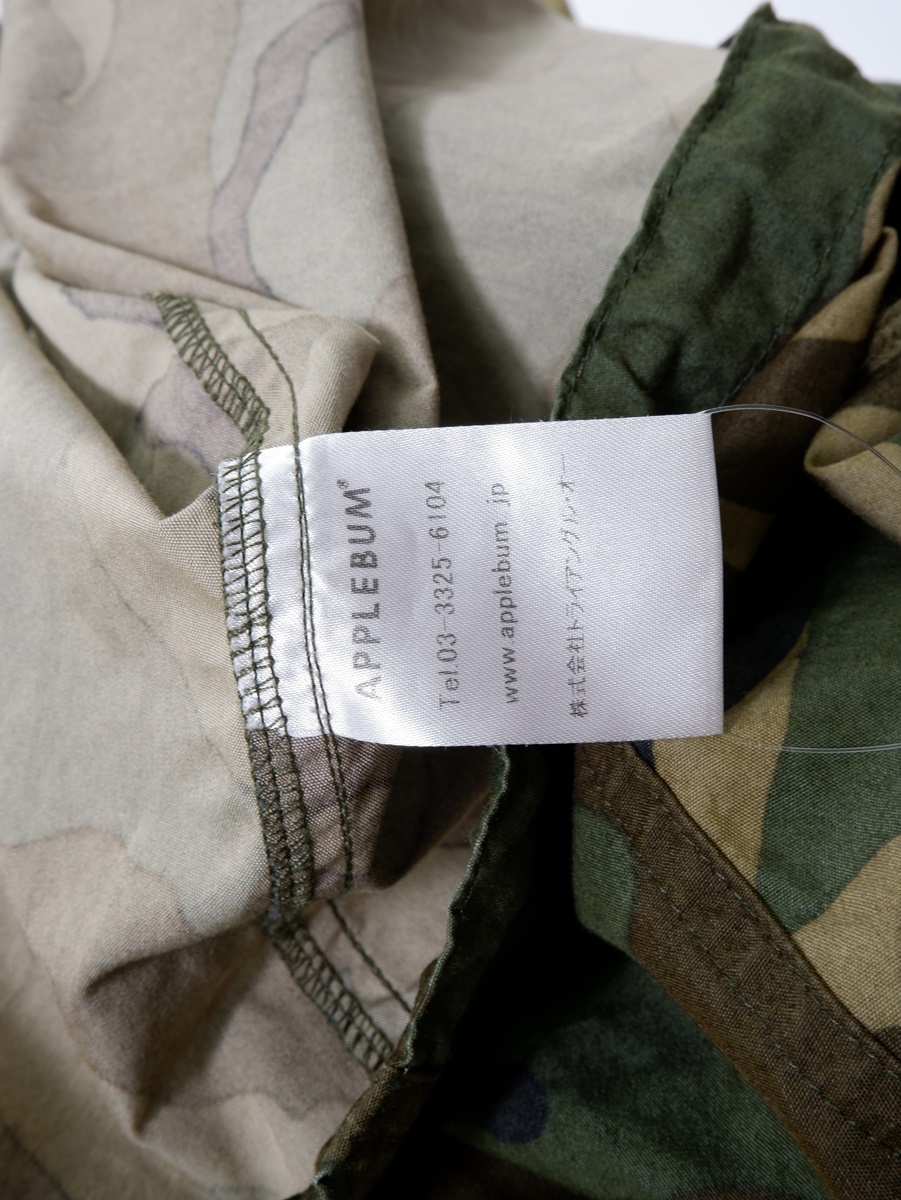 APPLEBUM®
Tel.03-3325-6104
www.applebum.jp
株式会社トライアングル・オー